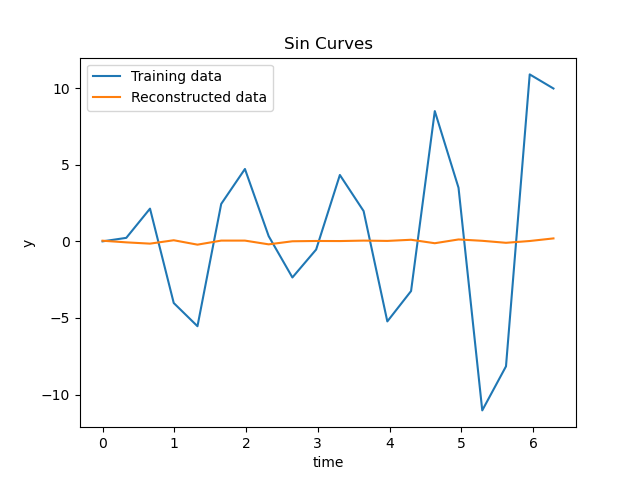 Sin Curves
Training data
Reconstructed data
10
5
0
−5
−10
y
0 1 2 3 4 5 6
time